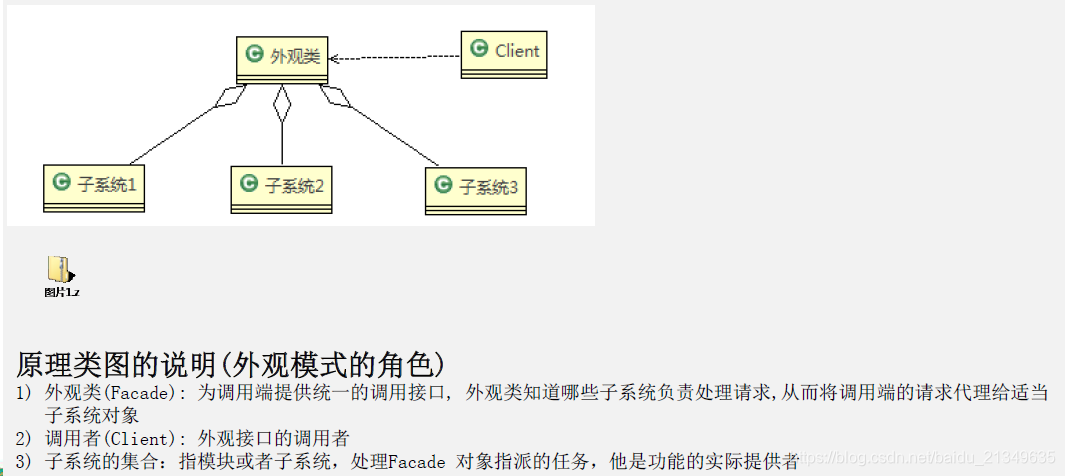 外观类
Client
子系统1
子系统2
子系统3
图片1.z
原理类图的说明(外观模式的角色)
1) 外观类(Facade): 为调用端提供统一的调用接口, 外观类知道哪些子系统负责处理请求,从而将调用端的请求代理给适当
子系统对象
2) 调用者(Client): 外观接口的调用者
3) 子系统的集合: 指模块或者子系统, 处理Facade 对象指派的任务, 他是功能的实际提供者
https://blog.csdn.net/baidu_21349635